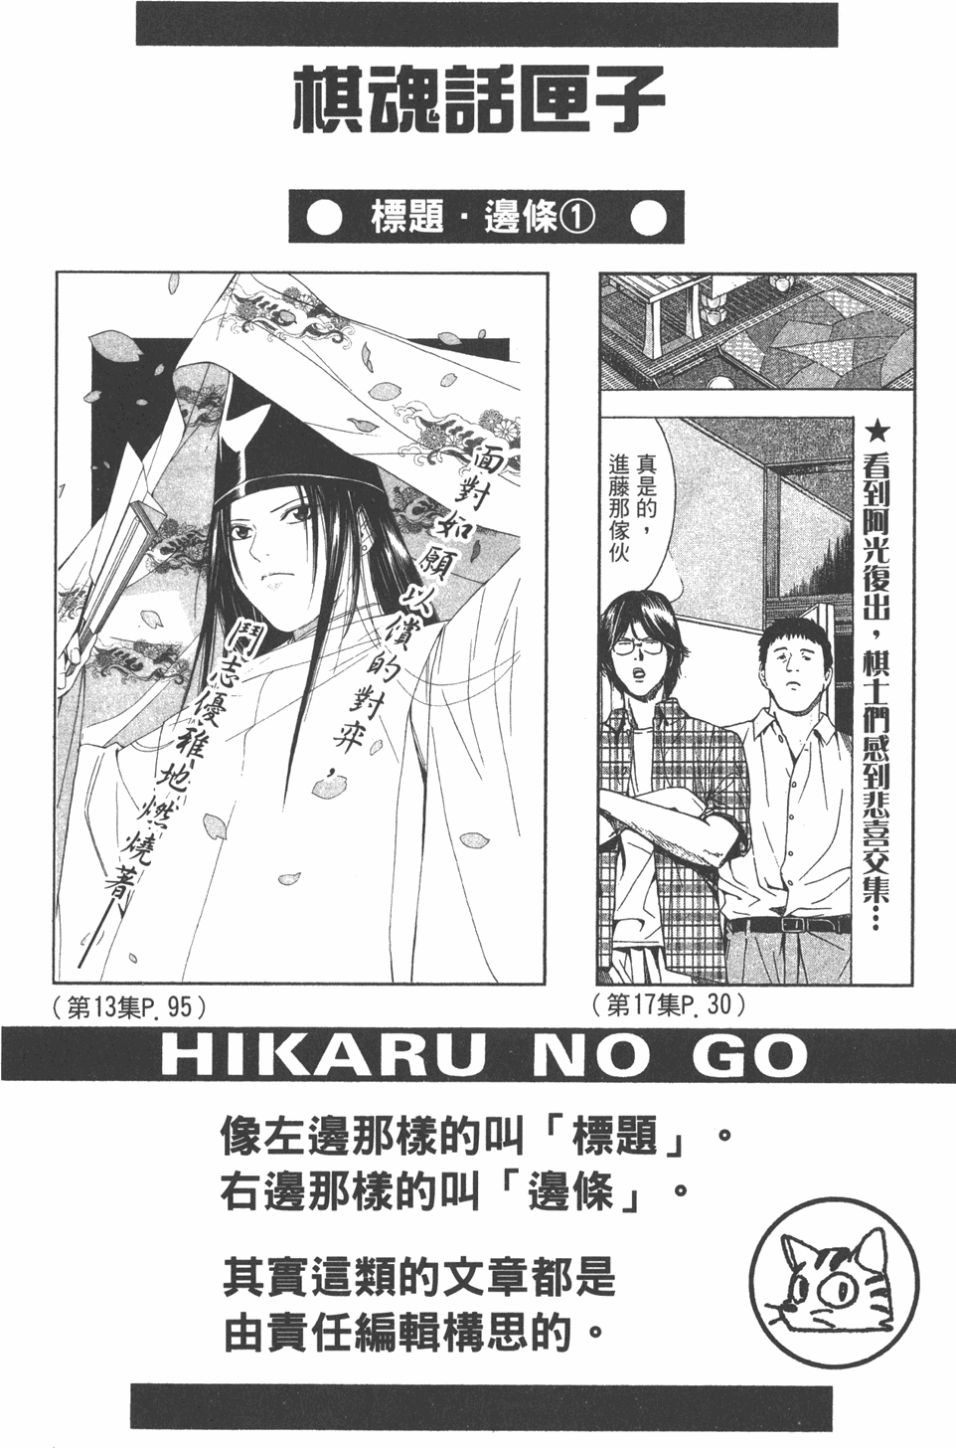 棋魂話匣子
標題・邊條①
面對如願以償的對弈，
鬥志優雅地燃燒著
真是的，
進藤那傢伙
★看到阿光復出，棋士們感到悲喜交集…
（第13集P.95）
（第17集P.30）
HIKARU NO GO
像左邊那樣的叫「標題」。
右邊那樣的叫「邊條」。
其實這類的文章都是
由責任編輯構思的。